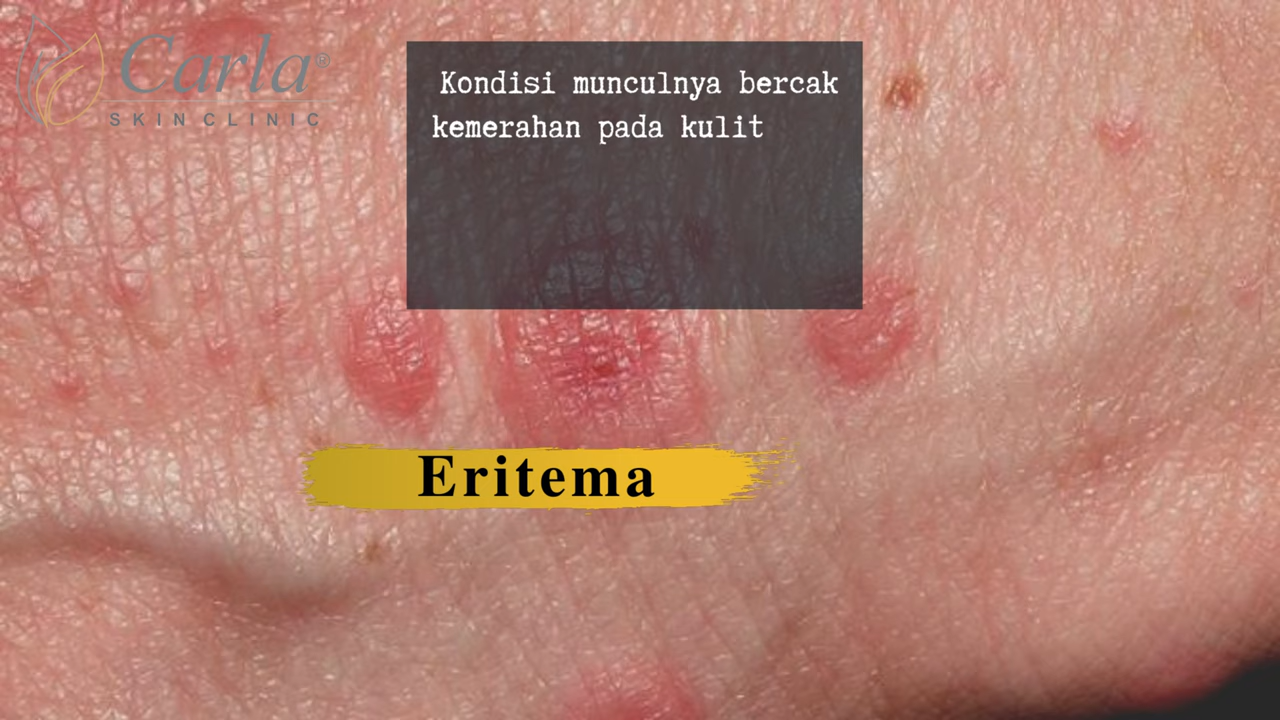 Carla®
SKIN CLINIC
Kondisi munculnya bercak
kemerahan pada kulit
Eritema